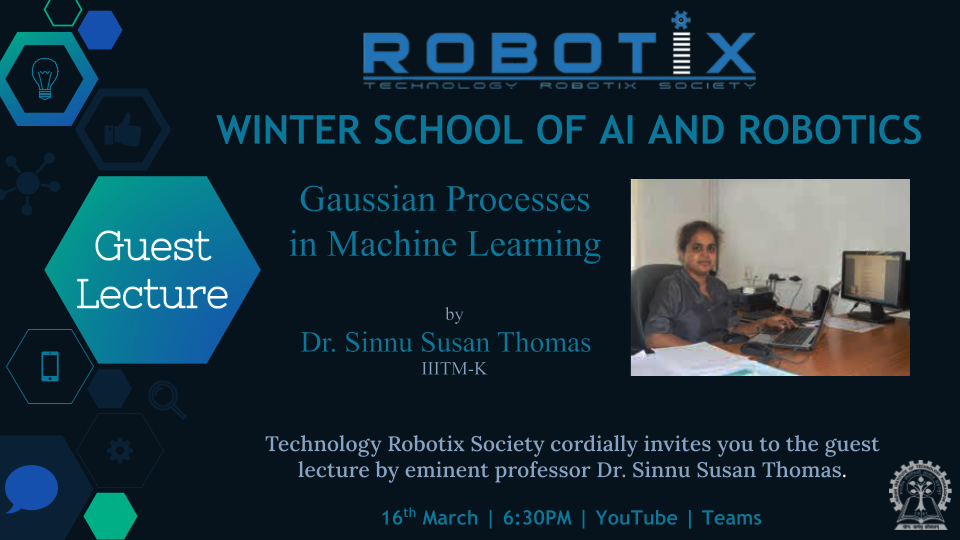 ROBOTIX
TECHNOLOGY ROBOTIX SOCIETY
WINTER SCHOOL OF AI AND ROBOTICS
Guest
Lecture
Gaussian Processes
in Machine Learning
by
Dr. Sinnu Susan Thomas
IIITM-K
Technology Robotix Society cordially invites you to the guest
lecture by eminent professor Dr. Sinnu Susan Thomas.
16th March | 6:30PM | YouTube | Teams